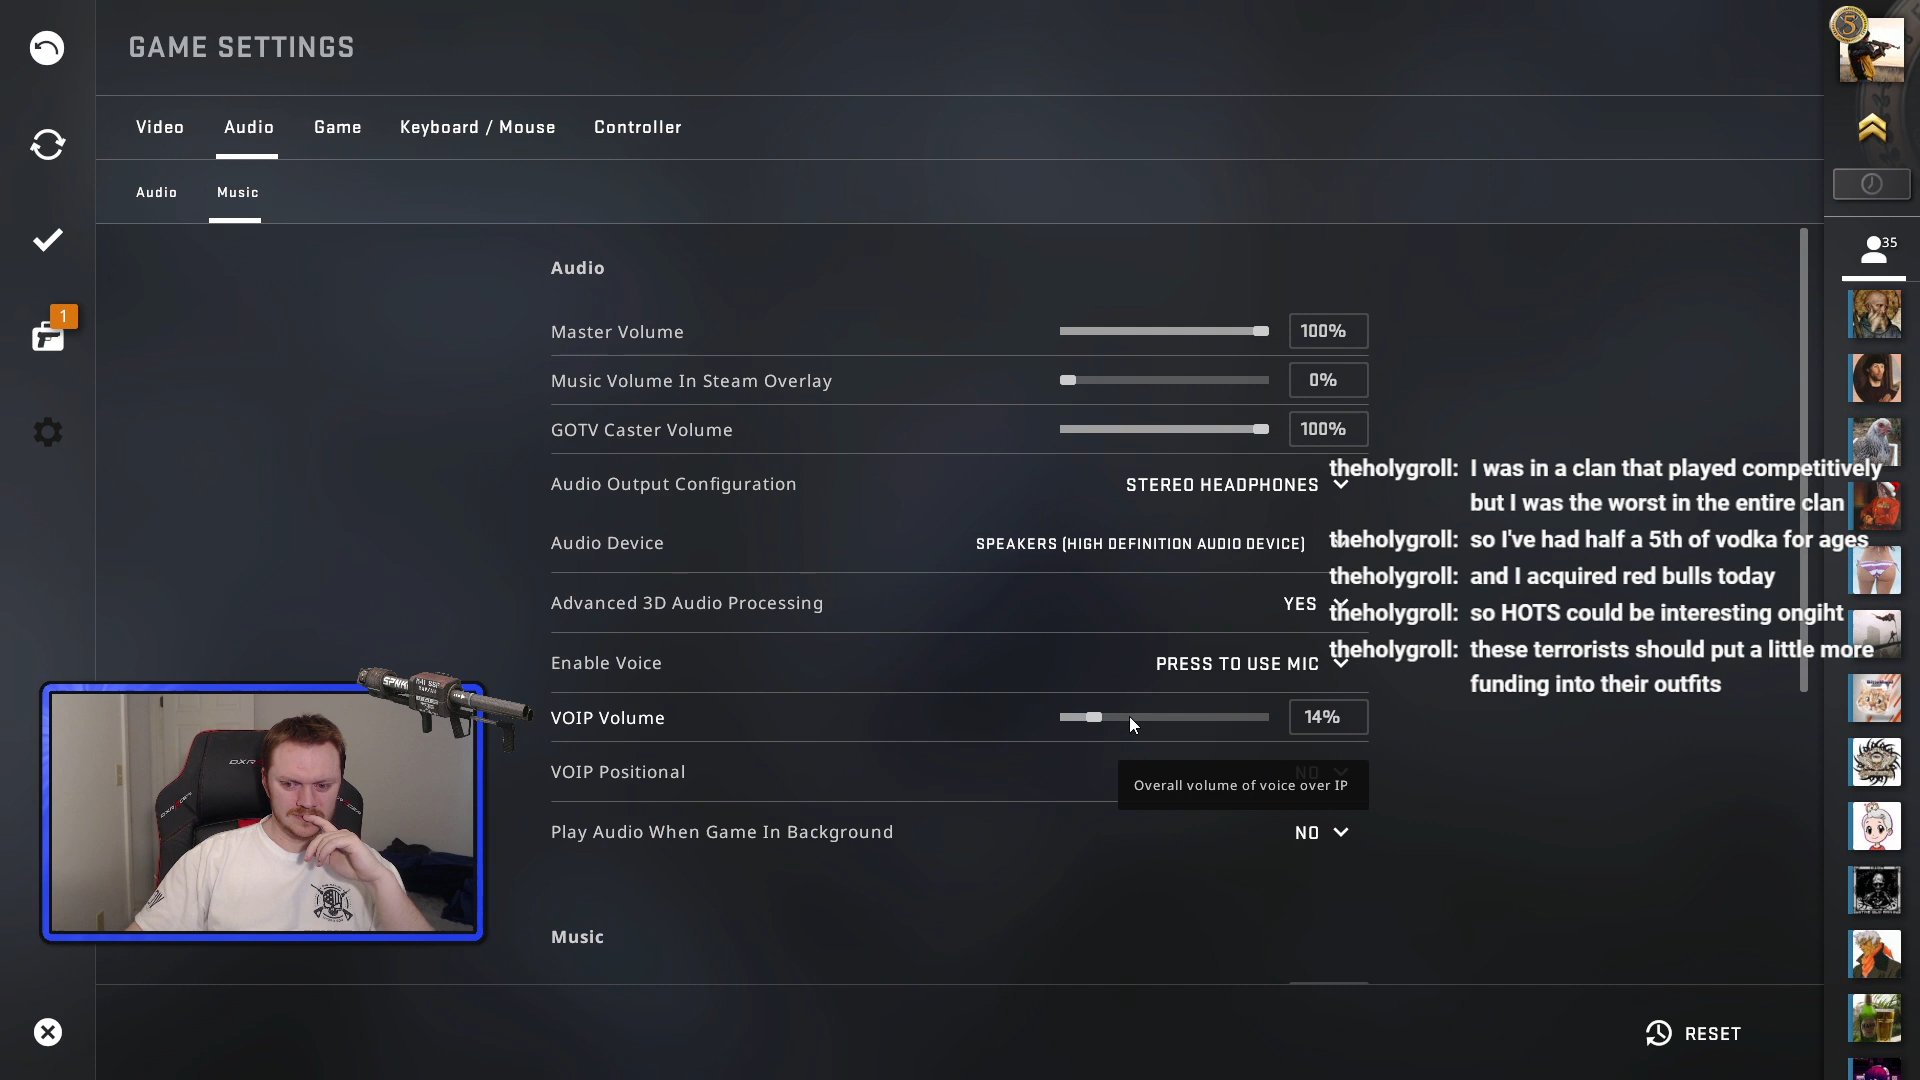 GAME SETTINGS
5
Video Audio Game Keyboard / Mouse Controller
Audio Music
35
Audio
1
Master Volume 100%
Music Volume In Steam Overlay 0%
GOTV Caster Volume 100%
Audio Output Configuration STEREO HEADPHONES
Audio Device SPEAKERS (HIGH DEFINITION AUDIO DEVICE)
Advanced 3D Audio Processing YES
Enable Voice PRESS TO USE MIC
VOIP Volume 14%
VOIP Positional NO
Overall volume of voice over IP
Play Audio When Game In Background NO
Music
RESET
theholygroll: I was in a clan that played competitively
but I was the worst in the entire clan
theholygroll: so I've had half a 5th of vodka for ages
theholygroll: and I acquired red bulls today
theholygroll: so HOTS could be interesting ongiht
theholygroll: these terrorists should put a little more
funding into their outfits
SPNKR